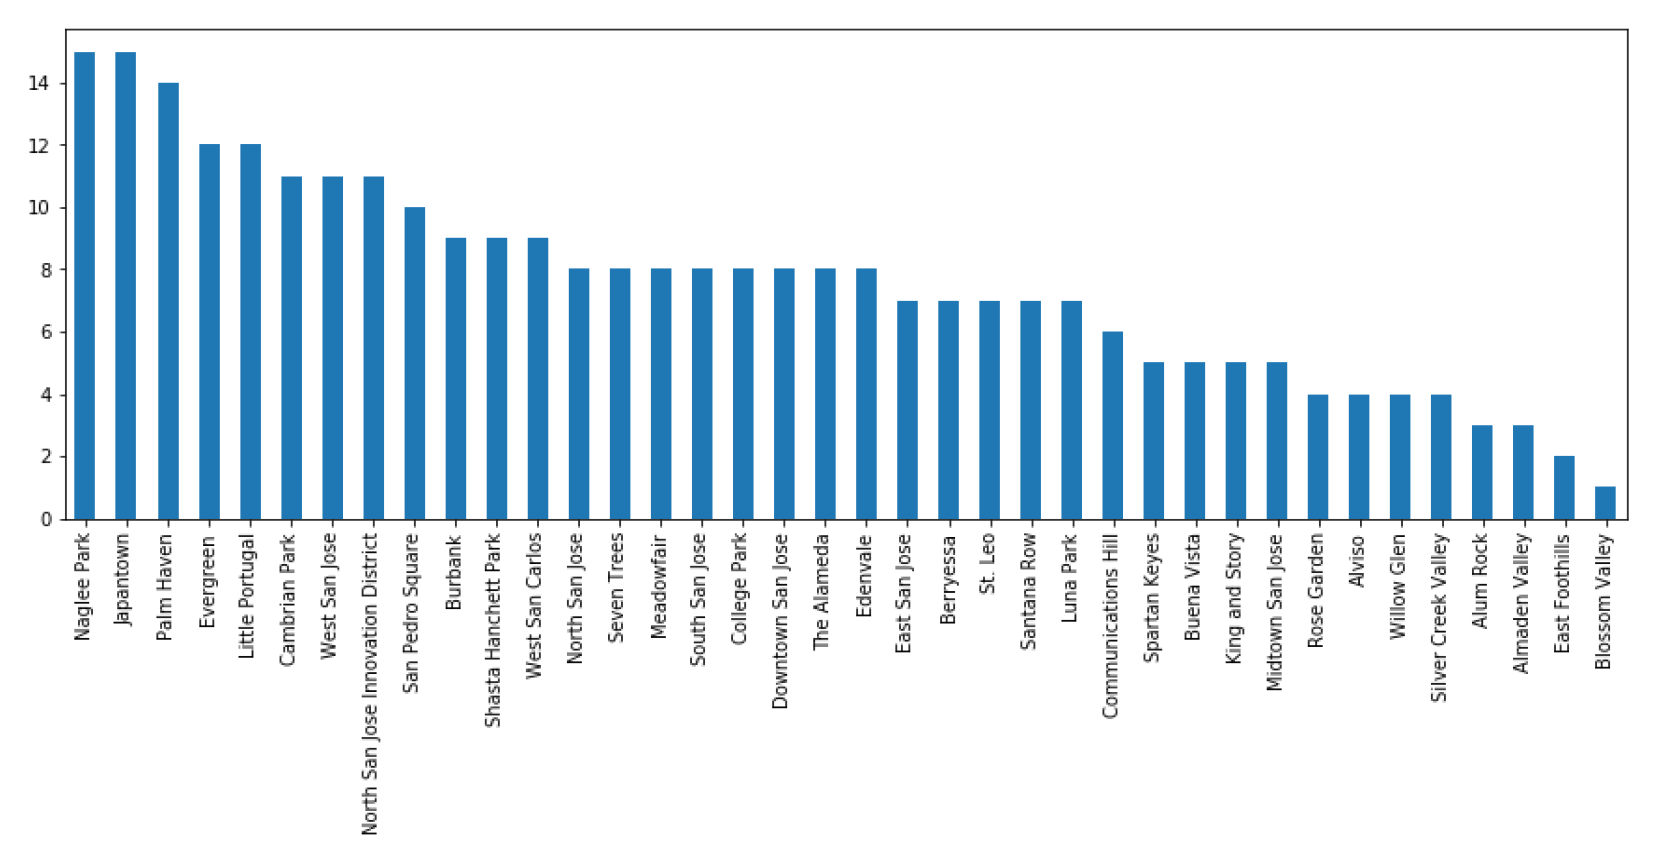 14
12
10
8
6
4
2
0
Naglee Park
Japantown
Palm Haven
Evergreen
Little Portugal
Cambrian Park
West San Jose
North San Jose Innovation District
San Pedro Square
Burbank
Shasta Hanchett Park
West San Carlos
North San Jose
Seven Trees
Meadowfair
South San Jose
College Park
Downtown San Jose
The Alameda
Edenvale
East San Jose
Berryessa
St. Leo
Santana Row
Luna Park
Communications Hill
Spartan Keyes
Buena Vista
King and Story
Midtown San Jose
Rose Garden
Alviso
Willow Glen
Silver Creek Valley
Alum Rock
Almaden Valley
East Foothills
Blossom Valley